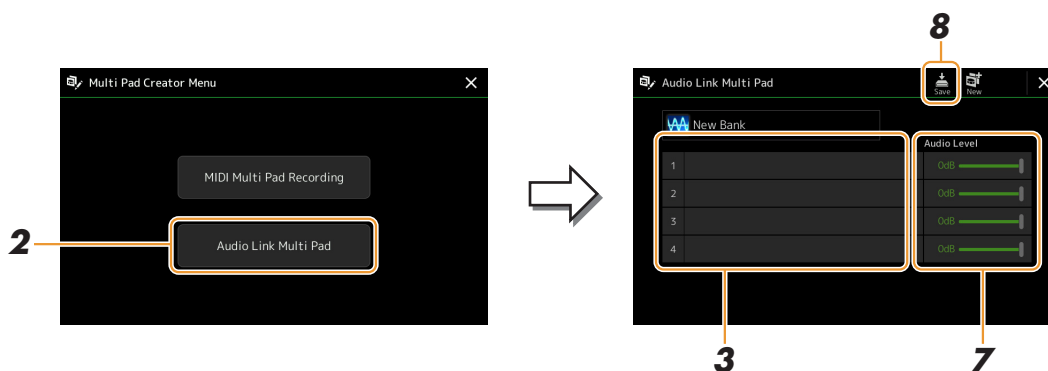 8
Multi Pad Creator Menu
Audio Link Multi Pad
Save
New
New Bank
Audio Level
MIDI Multi Pad Recording
1
0dB
2
0dB
3
0dB
2
Audio Link Multi Pad
4
0dB
3
7